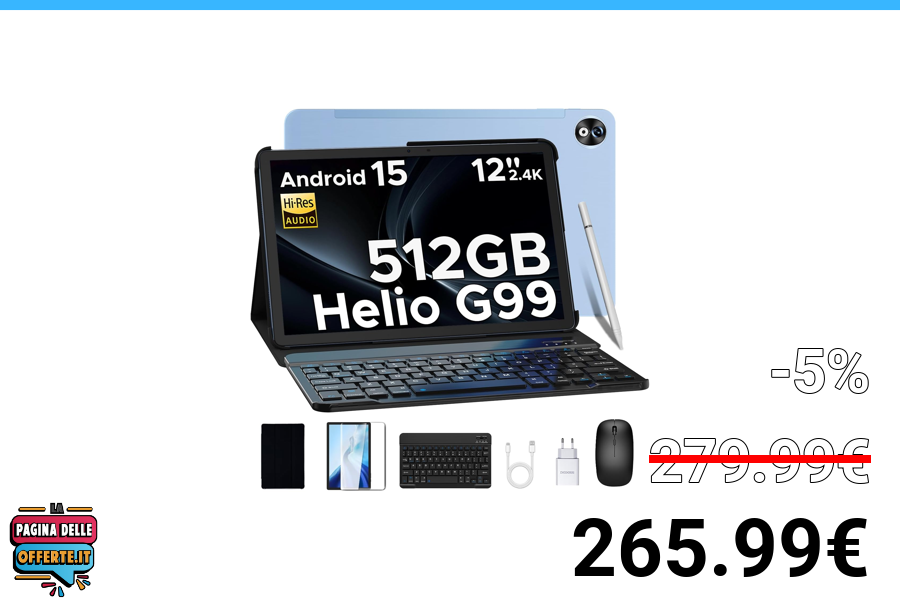 Android 15
12" 2.4K
Hi-Res
AUDIO
512GB
Helio G99
-5%
279.99€
265.99€
LA
PAGINA DELLE
OFFERTE.IT